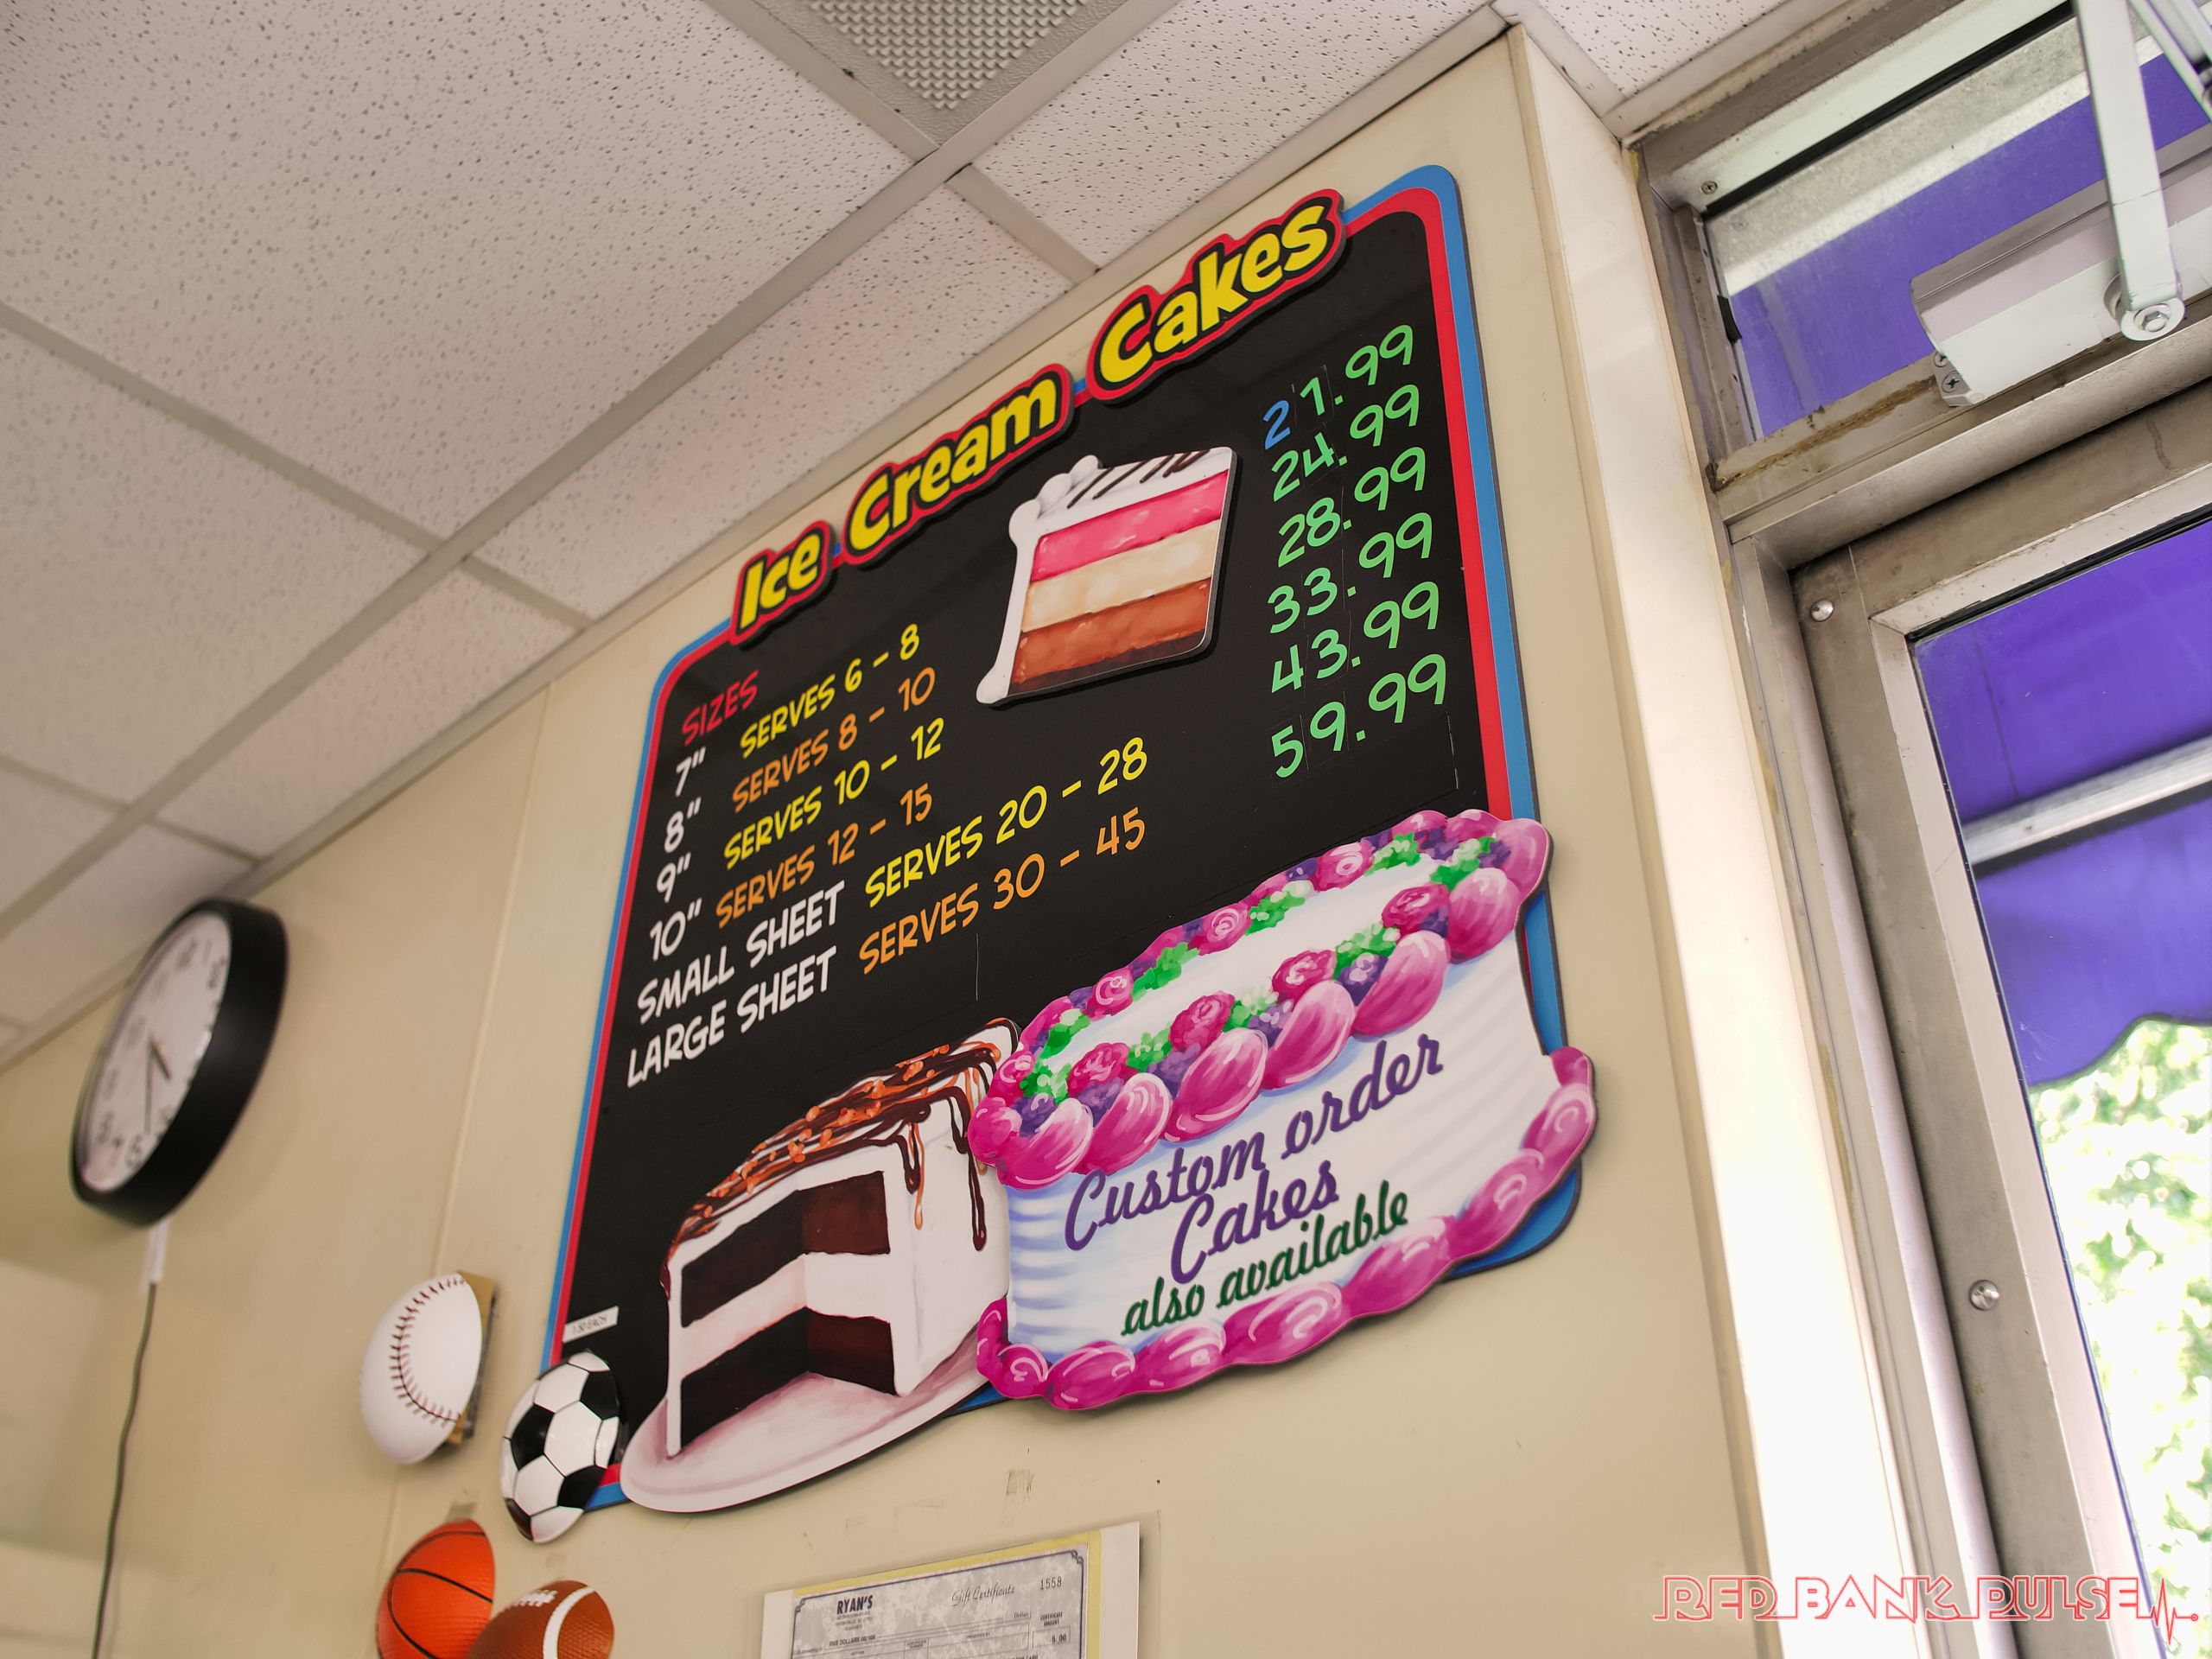 Ice Cream Cakes
SIZES
7" SERVES 6 - 8 21.99
8" SERVES 8 - 10 24.99
9" SERVES 10 - 12 28.99
10" SERVES 12 - 15 33.99
SMALL SHEET SERVES 20 - 28 43.99
LARGE SHEET SERVES 30 - 45 59.99
Custom order
Cakes
also available
RYAN'S
Gift Certificate
1558
RED BANK PULSE